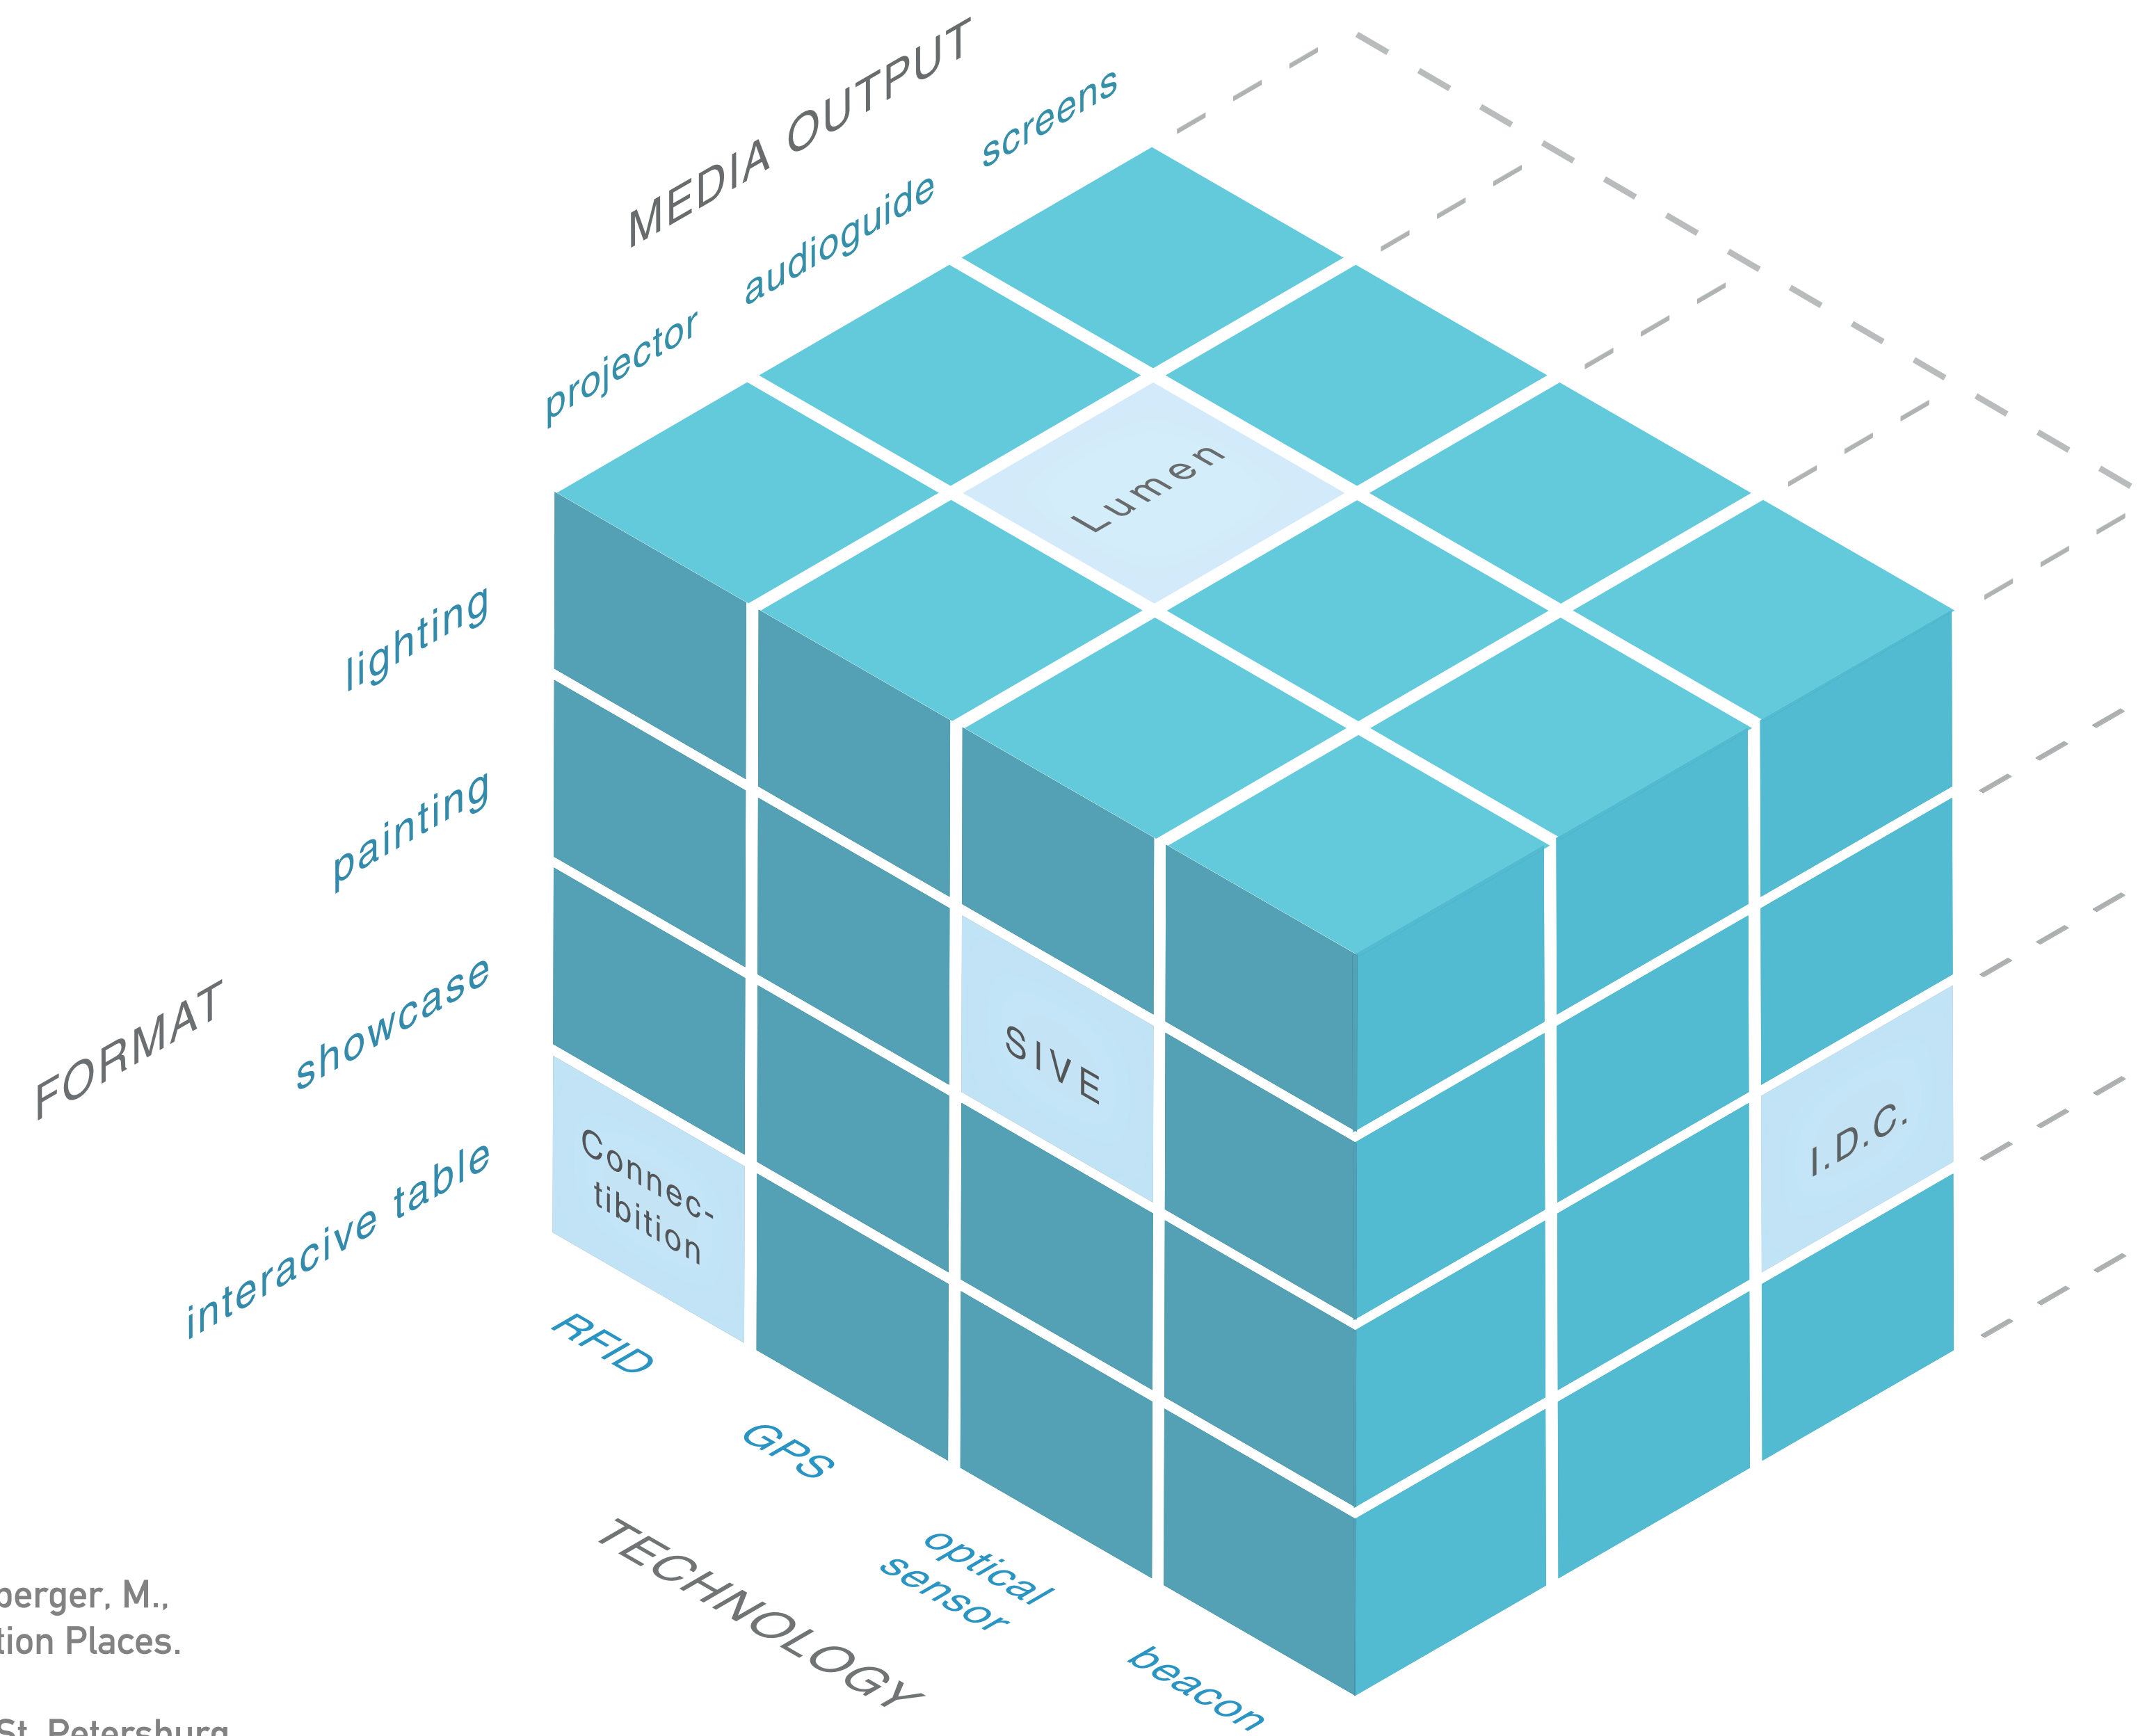 MEDIA OUTPUT
screens
audioguide
projector
Lumen
lighting
painting
showcase
interacive table
FORMAT
SIVE
I.D.C.
Connec-
tibition
RFID
GPS
optical
sensor
beacon
TECHNOLOGY
berger, M.,
tion Places.
St. Petersburg